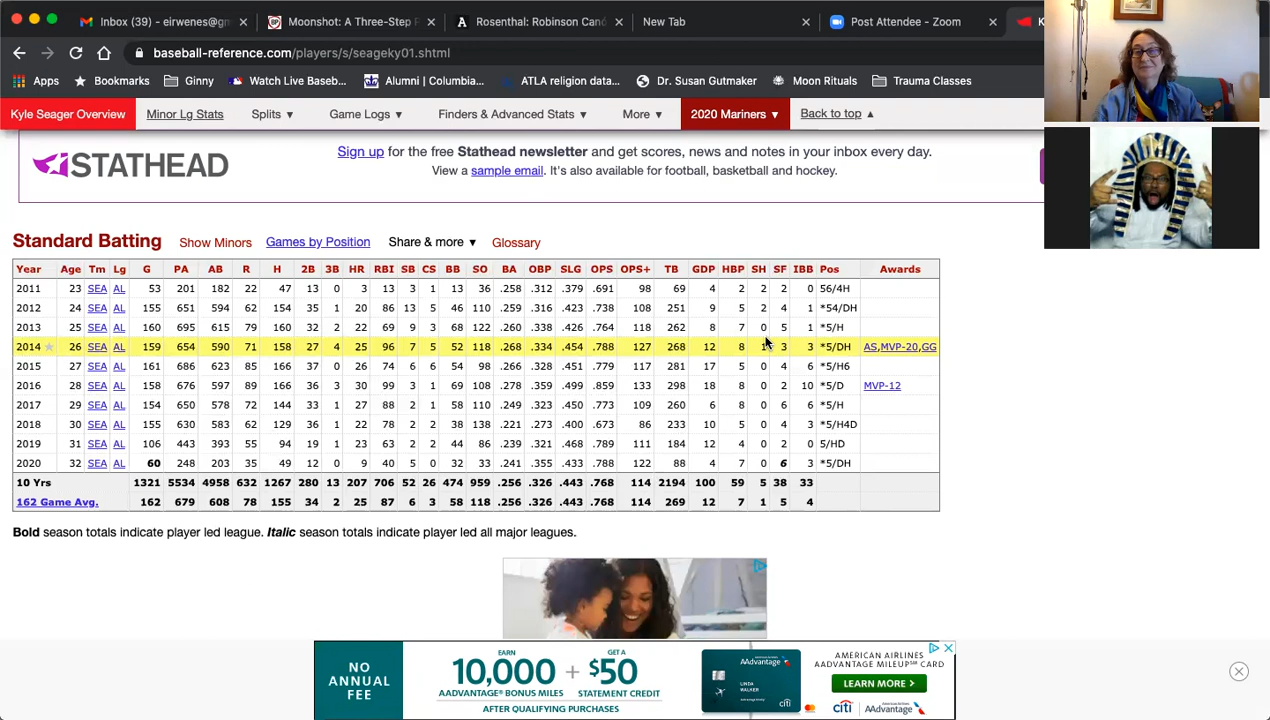 Inbox (39) - eirwenes@gm
Moonshot: A Three-Step F
Rosenthal: Robinson Canó
New Tab
Post Attendee - Zoom
baseball-reference.com/players/s/seageky01.shtml
Apps Bookmarks Ginny Watch Live Baseb... Alumni | Columbia... ATLA religion data... Dr. Susan Gutmaker Moon Rituals Trauma Classes
Kyle Seager Overview Minor Lg Stats Splits ▼ Game Logs ▼ Finders & Advanced Stats ▼ More ▼ 2020 Mariners ▼ Back to top ▲
STATHEAD
Sign up for the free Stathead newsletter and get scores, news and notes in your inbox every day.
View a sample email. It's also available for football, basketball and hockey.
Standard Batting Show Minors Games by Position Share & more ▼ Glossary
Year Age Tm Lg G PA AB R H 2B 3B HR RBI SB CS BB SO BA OBP SLG OPS OPS+ TB GDP HBP SH SF IBB Pos Awards
2011 23 SEA AL 53 201 182 22 47 13 0 3 13 3 1 13 36 .258 .312 .379 .691 98 69 4 2 2 2 0 56/4H
2012 24 SEA AL 155 651 594 62 154 35 1 20 86 13 5 46 110 .259 .316 .423 .738 108 251 9 5 2 4 1 *54/DH
2013 25 SEA AL 160 695 615 79 160 32 2 22 69 9 3 68 122 .260 .338 .426 .764 118 262 8 7 0 5 1 *5/H
2014 26 SEA AL 159 654 590 71 158 27 4 25 96 7 5 52 118 .268 .334 .454 .788 127 268 12 8 1 3 3 *5/DH AS,MVP-20,GG
2015 27 SEA AL 161 686 623 85 166 37 0 26 74 6 6 54 98 .266 .328 .451 .779 117 281 17 5 0 4 6 *5/H6
2016 28 SEA AL 158 676 597 89 166 36 3 30 99 3 1 69 108 .278 .359 .499 .859 133 298 18 8 0 2 10 *5/D MVP-12
2017 29 SEA AL 154 650 578 72 144 33 1 27 88 2 1 58 110 .249 .323 .450 .773 109 260 6 8 0 6 6 *5/H
2018 30 SEA AL 155 630 583 62 129 36 1 22 78 2 2 38 138 .221 .273 .400 .673 86 233 10 5 0 4 3 *5/H4D
2019 31 SEA AL 106 443 393 55 94 19 1 23 63 2 2 44 86 .239 .321 .468 .789 111 184 12 4 0 2 0 5/HD
2020 32 SEA AL 60 248 203 35 49 12 0 9 40 5 0 32 33 .241 .355 .433 .788 122 88 4 7 0 6 3 *5/DH
10 Yrs 1321 5534 4958 632 1267 280 13 207 706 52 26 474 959 .256 .326 .443 .768 114 2194 100 59 5 38 33
162 Game Avg. 162 679 608 78 155 34 2 25 87 6 3 58 118 .256 .326 .443 .768 114 269 12 7 1 5 4
Bold season totals indicate player led league. Italic season totals indicate player led all major leagues.
NO ANNUAL FEE
EARN 10,000 AADVANTAGE® BONUS MILES + GET A $50 STATEMENT CREDIT
AFTER QUALIFYING PURCHASES
AAdvantage
LINDA WALKER
citi
AMERICAN AIRLINES
AADVANTAGE MILEUP℠ CARD
LEARN MORE >
citi AAdvantage